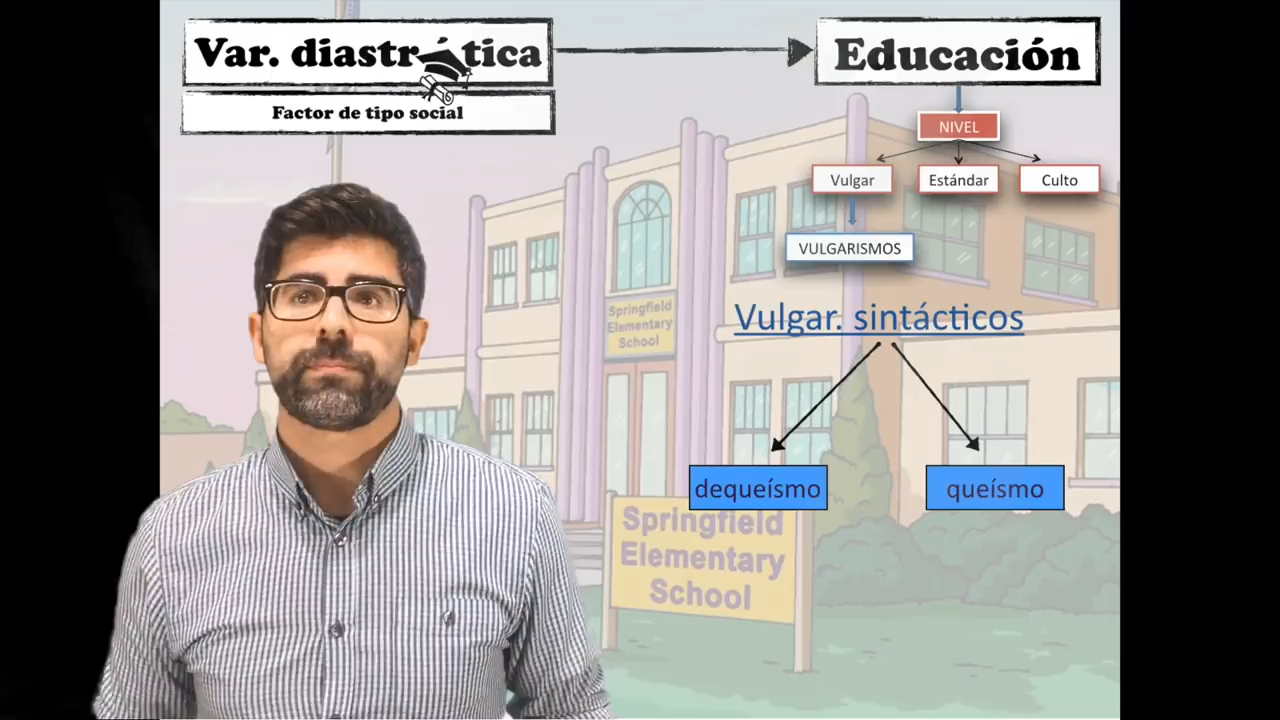 Var. diastrática
Factor de tipo social
Educación
NIVEL
Vulgar
Estándar
Culto
VULGARISMOS
Vulgar. sintácticos
dequeísmo
queísmo
Springfield
Elementary
School
Springfield
Elementary
School